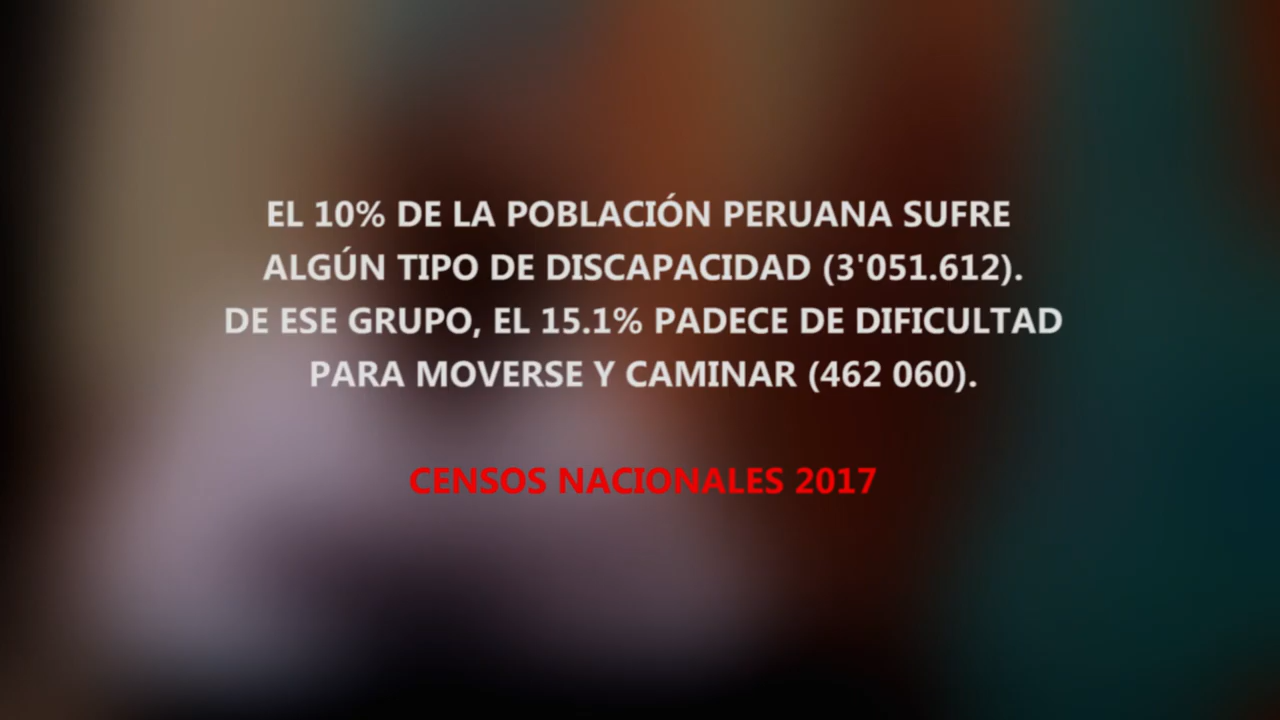 EL 10% DE LA POBLACIÓN PERUANA SUFRE
ALGÚN TIPO DE DISCAPACIDAD (3'051.612).
DE ESE GRUPO, EL 15.1% PADECE DE DIFICULTAD
PARA MOVERSE Y CAMINAR (462 060).
CENSOS NACIONALES 2017